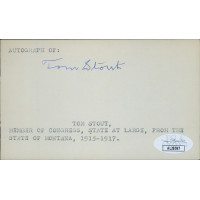 AUTOGRAPH OF:
Tom Stout
TOM STOUT,
MEMBER OF CONGRESS, STATE AT LARGE, FROM THE
STATE OF MONTANA, 1913-1917.